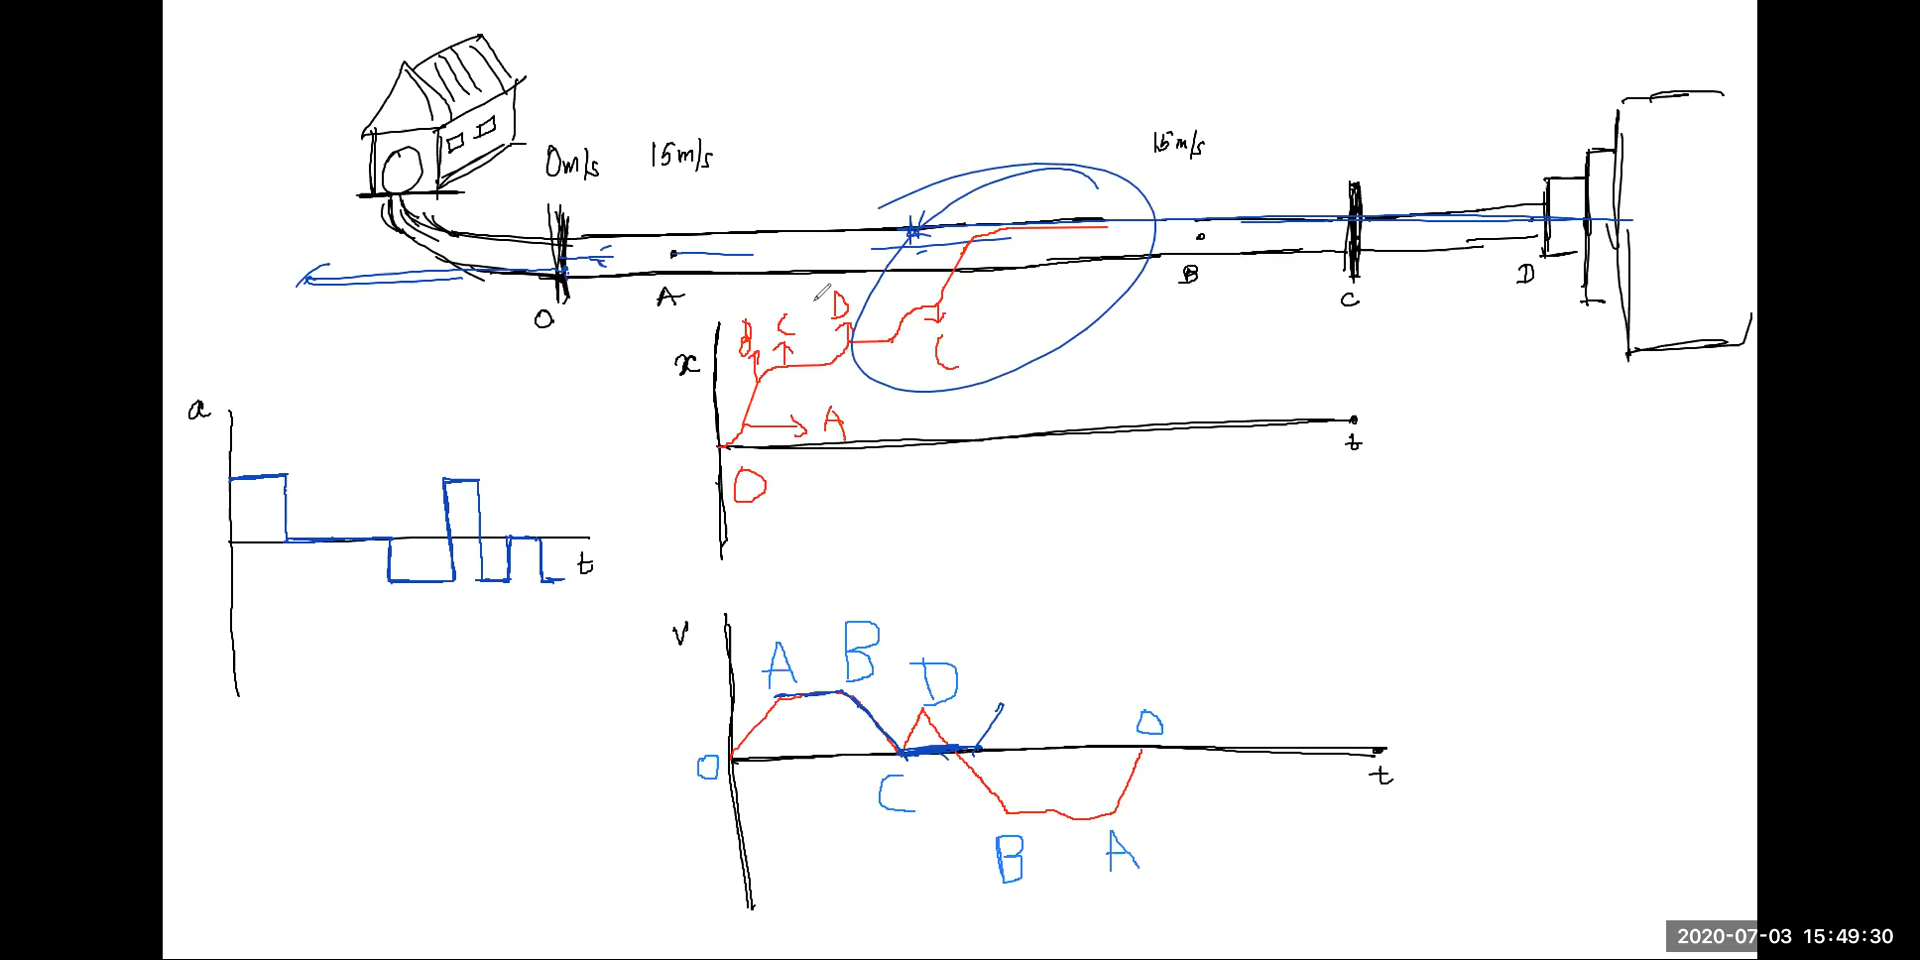 0m/s 15m/s 15m/s
O A B C D
B C D
x C
A
t
O
a
t
v
A B D O
O C t
B A
2020-07-03 15:49:30